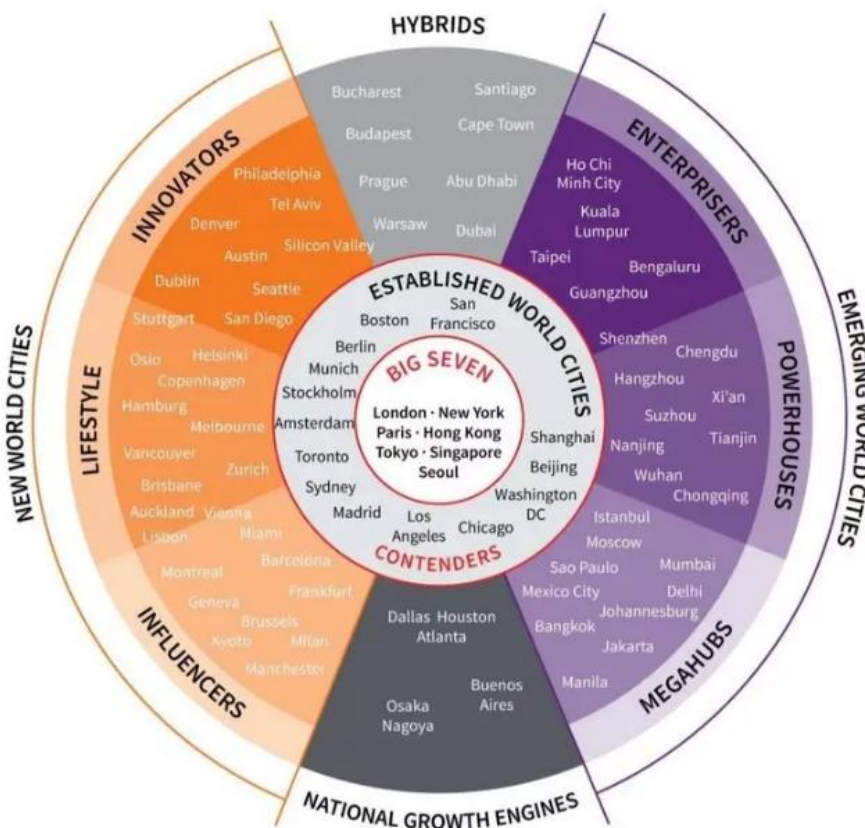 HYBRIDS
Bucharest
Santiago
Budapest
Cape Town
Prague
Abu Dhabi
Warsaw
Dubai
ENTERPRISERS
Ho Chi
Minh City
Kuala
Lumpur
Taipei
Bengaluru
Guangzhou
EMERGING WORLD CITIES
POWERHOUSES
Shenzhen
Chengdu
Hangzhou
Xi'an
Suzhou
Nanjing
Tianjin
Wuhan
Chongqing
MEGAHUBS
Istanbul
Moscow
Sao Paulo
Mumbai
Mexico City
Delhi
Johannesburg
Bangkok
Jakarta
Manila
NATIONAL GROWTH ENGINES
Dallas Houston
Atlanta
Buenos
Aires
Osaka
Nagoya
INFLUENCERS
Lisbon
Miami
Montreal
Barcelona
Geneva
Frankfurt
Brussels
Kyoto
Milan
Manchester
NEW WORLD CITIES
LIFESTYLE
Stuttgart
Oslo
Helsinki
Copenhagen
Hamburg
Melbourne
Vancouver
Zurich
Brisbane
Auckland
Vienna
INNOVATORS
Philadelphia
Tel Aviv
Denver
Silicon Valley
Austin
Dublin
Seattle
San Diego
ESTABLISHED WORLD CITIES
San
Francisco
Boston
Berlin
Munich
Stockholm
Amsterdam
Toronto
Sydney
Madrid
Los
Angeles
Chicago
Washington
DC
Beijing
Shanghai
CONTENDERS
BIG SEVEN
London · New York
Paris · Hong Kong
Tokyo · Singapore
Seoul